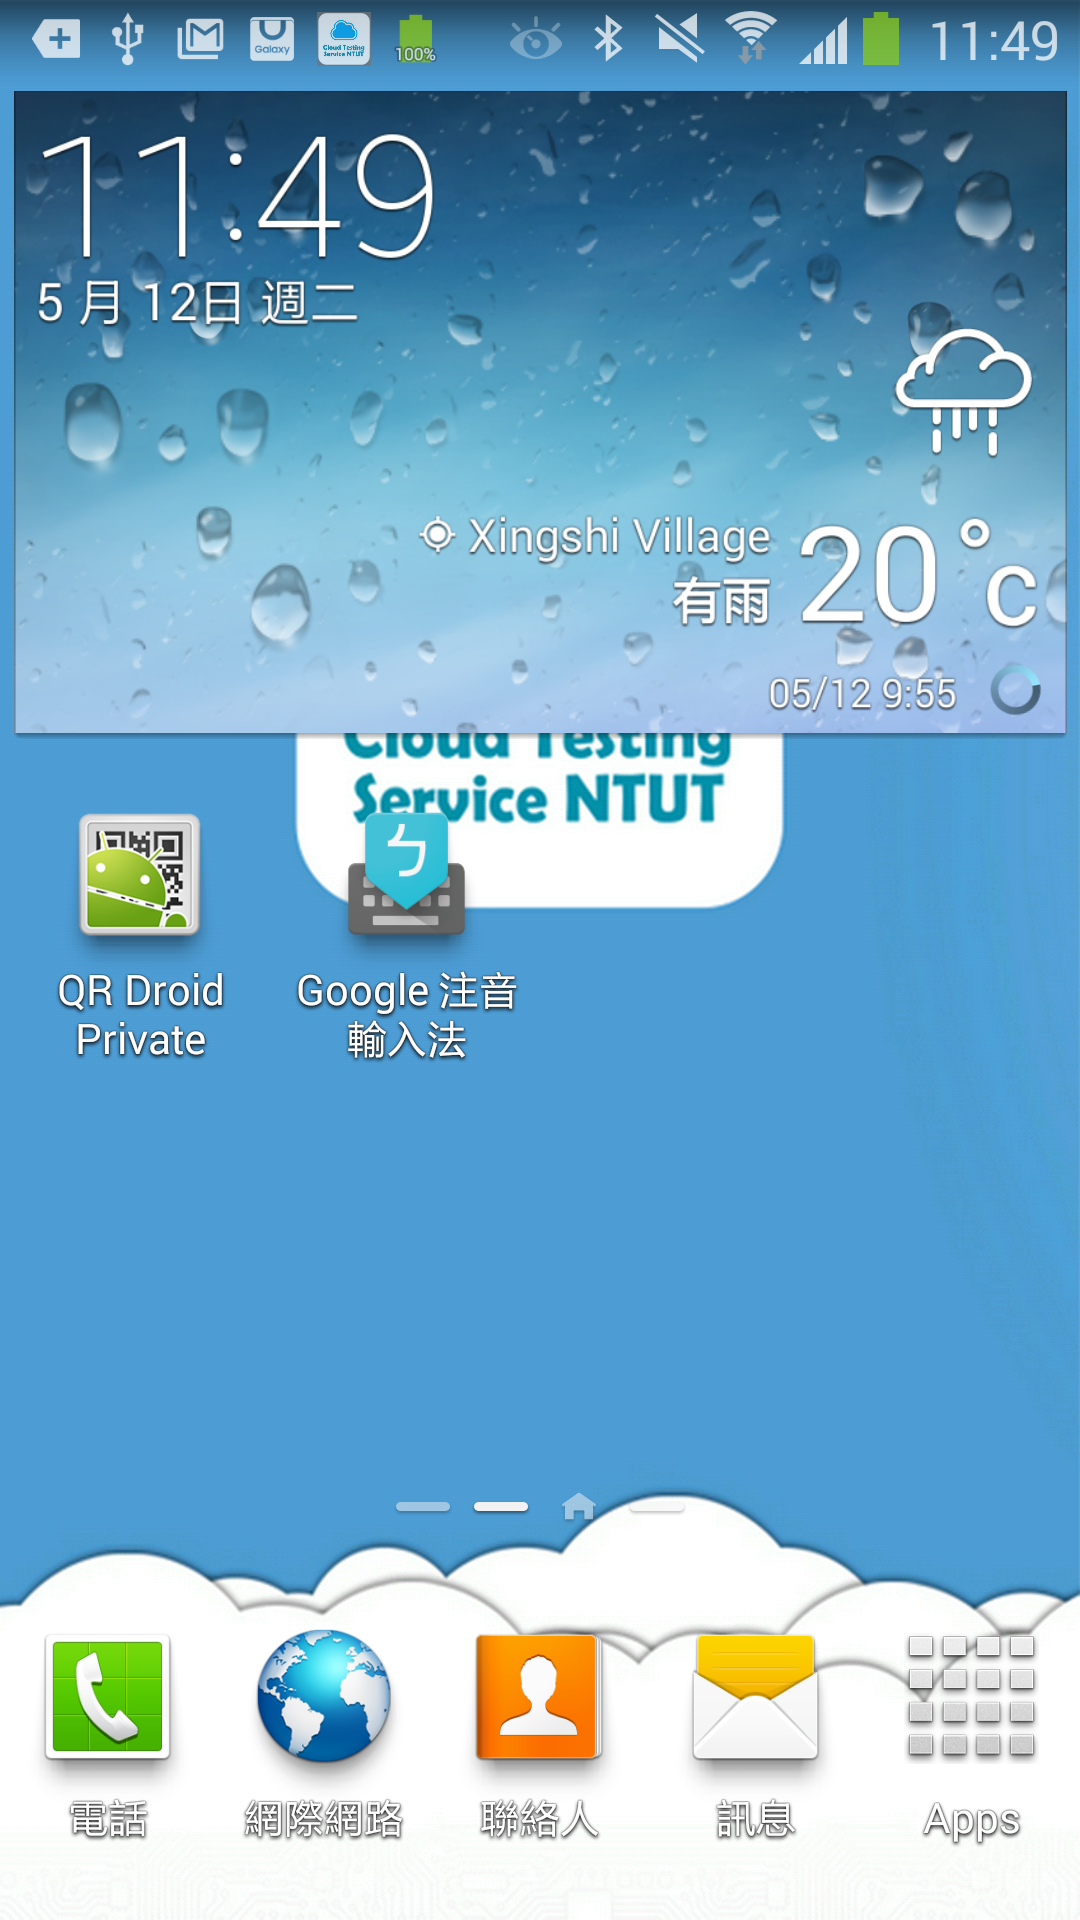 Galaxy
Cloud Testing
Service NTUT
100%
11:49
11:49
5 月 12日 週二
Xingshi Village
有雨
20°c
05/12 9:55
Cloud Testing
Service NTUT
ㄅ
QR Droid
Private
Google 注音
輸入法
電話
網際網路
聯絡人
訊息
Apps